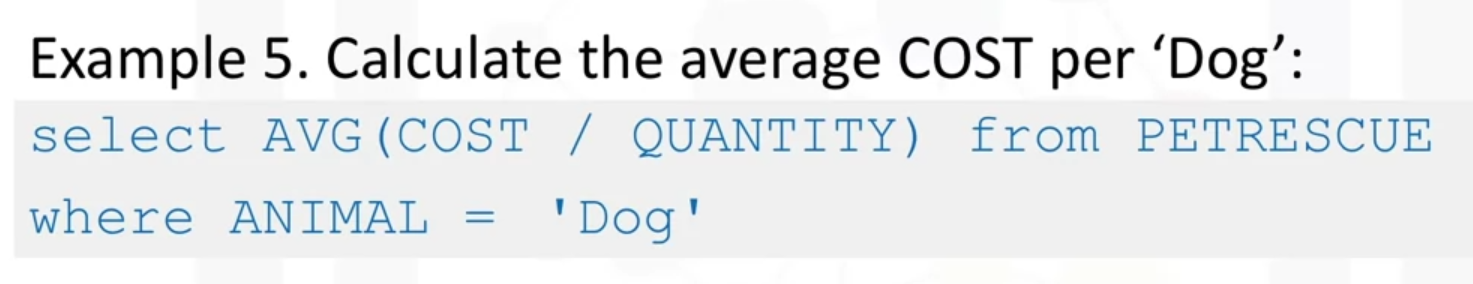 Example 5. Calculate the average COST per ‘Dog’:
select AVG(COST / QUANTITY) from PETRESCUE
where ANIMAL = 'Dog'